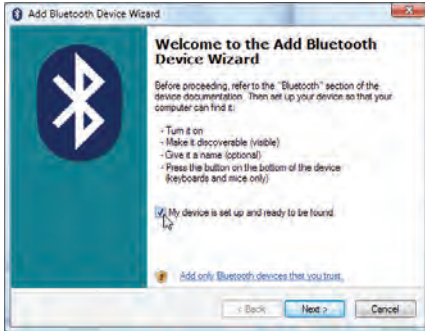 Add Bluetooth Device Wizard
Welcome to the Add Bluetooth
Device Wizard
Before proceeding, refer to the "Bluetooth" section of the
device documentation. Then set up your device so that your
computer can find it:
- Turn it on
- Make it discoverable (visible)
- Give it a name (optional)
- Press the button on the bottom of the device
(keyboards and mice only)
My device is set up and ready to be found.
Add only Bluetooth devices that you trust.
< Back
Next >
Cancel